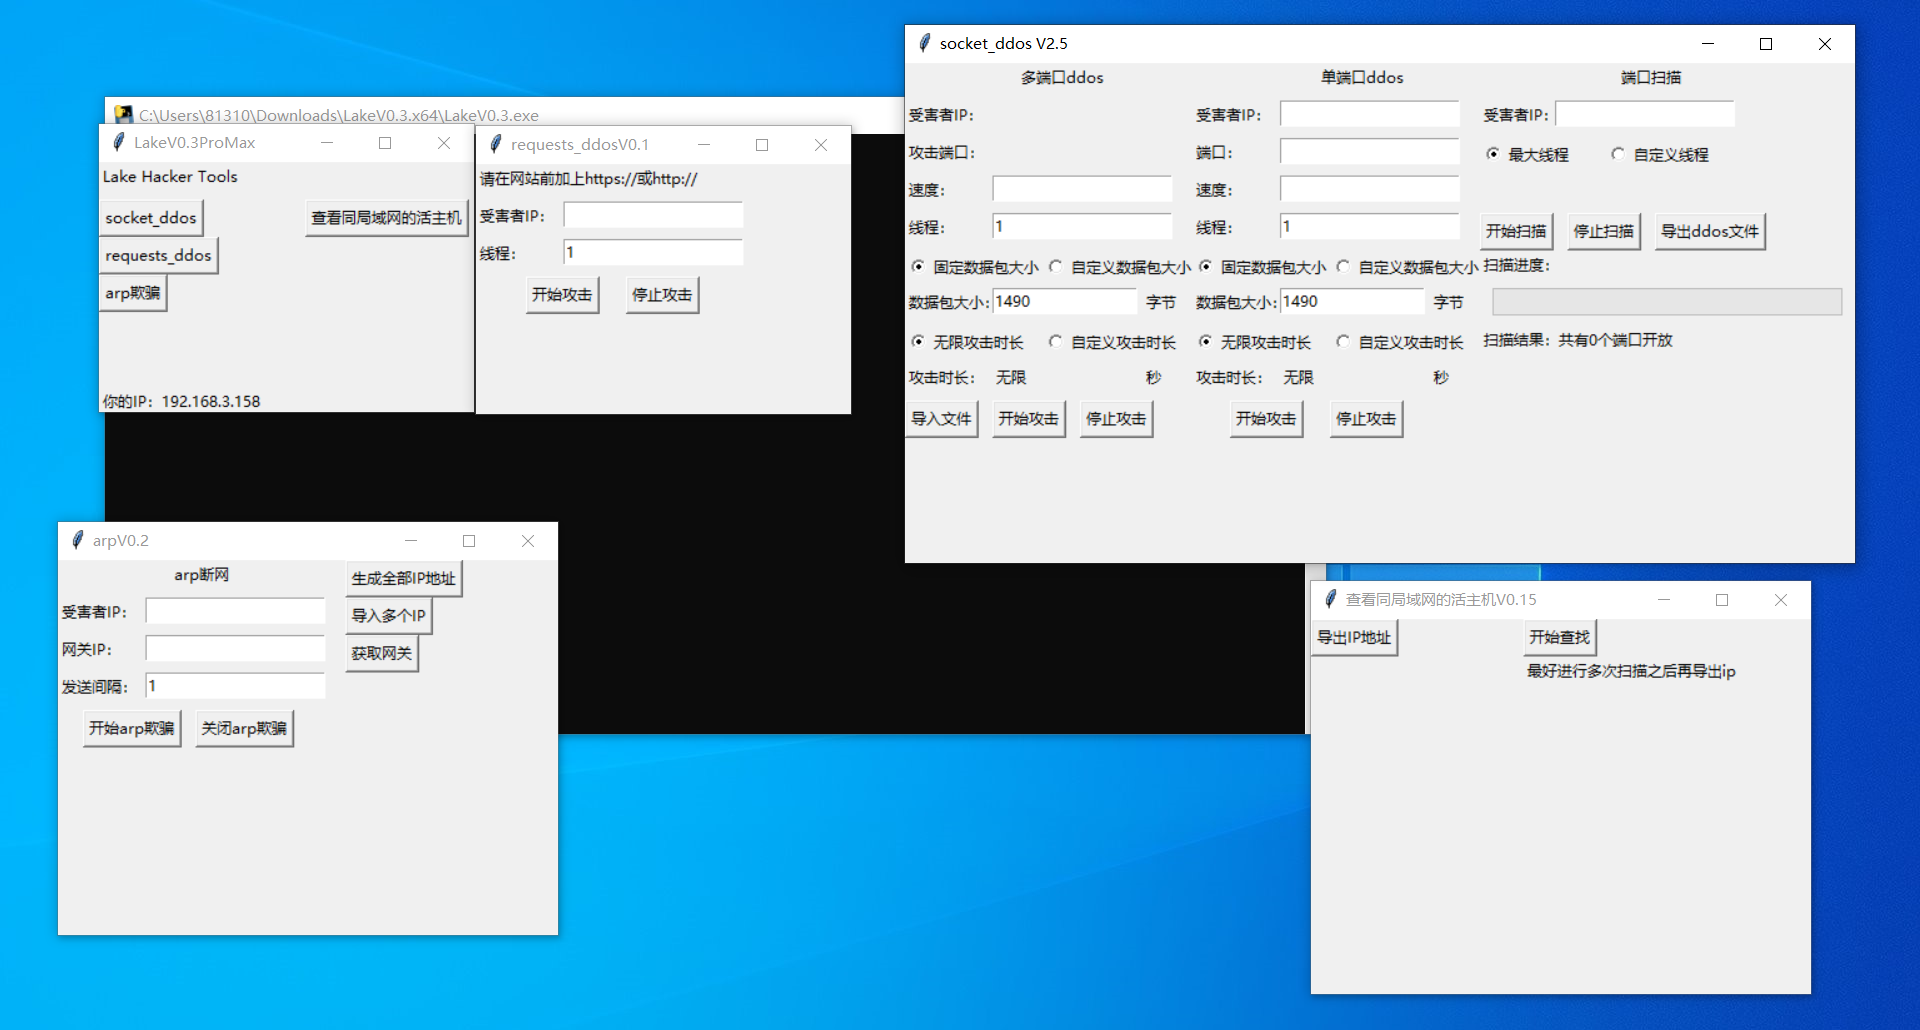 C:\Users\81310\Downloads\LakeV0.3.x64\LakeV0.3.exe
LakeV0.3ProMax
Lake Hacker Tools
socket_ddos
查看同局域网的活主机
requests_ddos
arp欺骗
你的IP：192.168.3.158
requests_ddosV0.1
请在网站前加上https://或http://
受害者IP：
线程： 1
开始攻击 停止攻击
socket_ddos V2.5
多端口ddos
受害者IP：
攻击端口：
速度：
线程： 1
固定数据包大小 自定义数据包大小
数据包大小: 1490 字节
无限攻击时长 自定义攻击时长
攻击时长： 无限 秒
导入文件 开始攻击 停止攻击
单端口ddos
受害者IP：
端口：
速度：
线程： 1
固定数据包大小 自定义数据包大小
数据包大小: 1490 字节
无限攻击时长 自定义攻击时长
攻击时长： 无限 秒
开始攻击 停止攻击
端口扫描
受害者IP：
最大线程 自定义线程
开始扫描 停止扫描 导出ddos文件
扫描进度：
扫描结果：共有0个端口开放
arpV0.2
arp断网
受害者IP：
网关IP：
发送间隔： 1
开始arp欺骗 关闭arp欺骗
生成全部IP地址
导入多个IP
获取网关
查看同局域网的活主机V0.15
导出IP地址 开始查找
最好进行多次扫描之后再导出ip